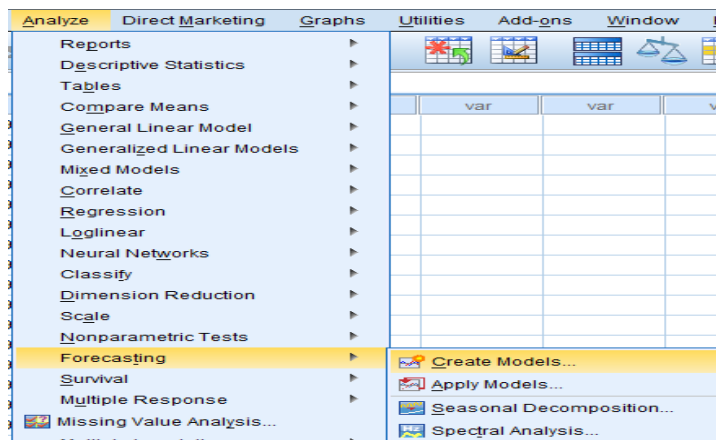 Analyze Direct Marketing Graphs Utilities Add-ons Window
Reports
Descriptive Statistics
Tables
var var
Compare Means
General Linear Model
Generalized Linear Models
Mixed Models
Correlate
Regression
Loglinear
Neural Networks
Classify
Dimension Reduction
Scale
Nonparametric Tests
Forecasting
Create Models...
Survival
Apply Models...
Multiple Response
Seasonal Decomposition...
Missing Value Analysis...
Spectral Analysis...